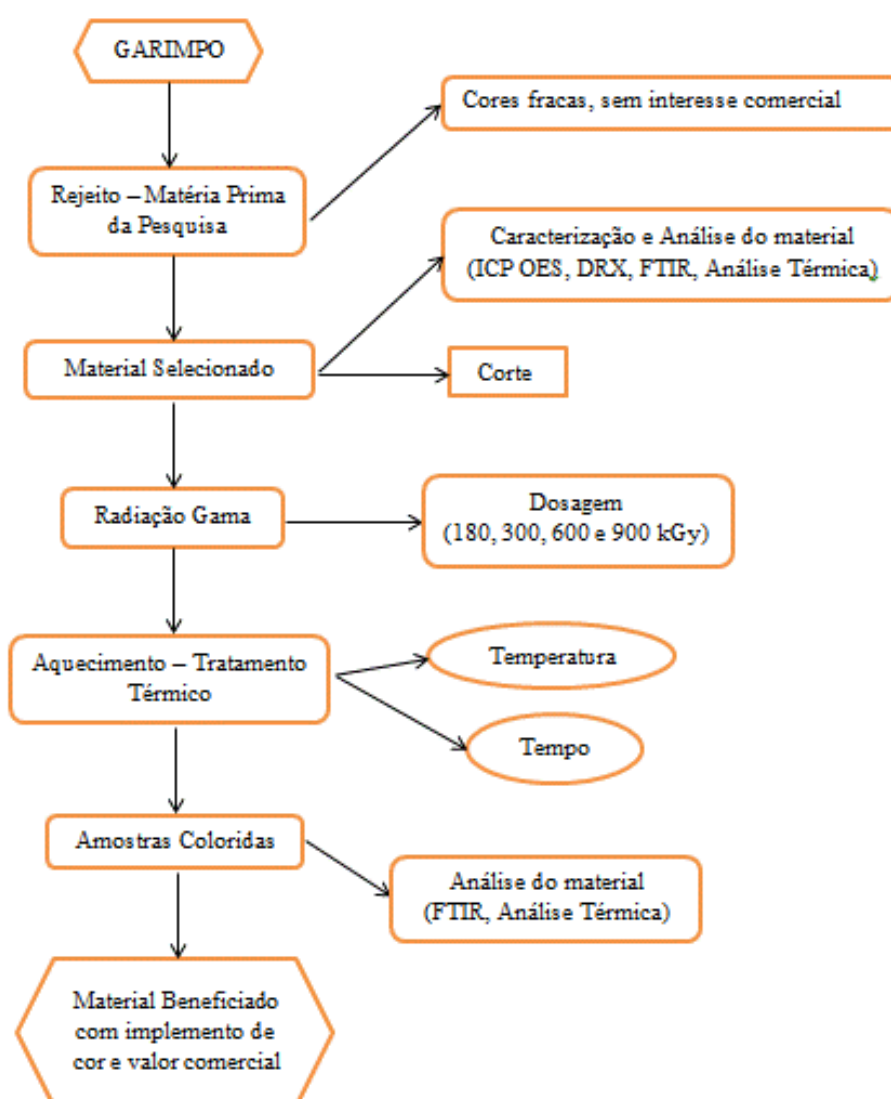 GARIMPO
Cores fracas, sem interesse comercial
Rejeito – Matéria Prima
da Pesquisa
Caracterização e Análise do material
(ICP OES, DRX, FTIR, Análise Térmica)
Material Selecionado
Corte
Radiação Gama
Dosagem
(180, 300, 600 e 900 kGy)
Aquecimento – Tratamento
Térmico
Temperatura
Tempo
Amostras Coloridas
Análise do material
(FTIR, Análise Térmica)
Material Beneficiado
com implemento de
cor e valor comercial